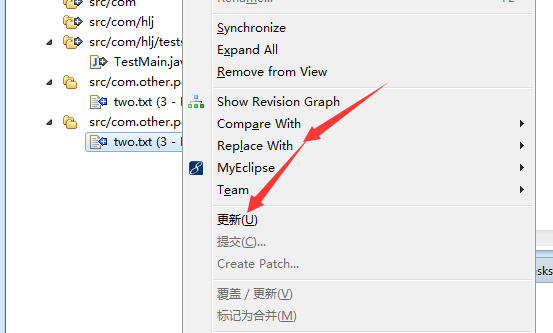 src/com
src/com/hlj
src/com/hlj/tests
TestMain.jav
src/com.other.p
two.txt (3 -
src/com.other.p
two.txt (3 -
Synchronize
Expand All
Remove from View
Show Revision Graph
Compare With
Replace With
MyEclipse
Team
更新(U)
提交(C)...
Create Patch...
覆盖 / 更新(V)
标记为合并(M)
sks